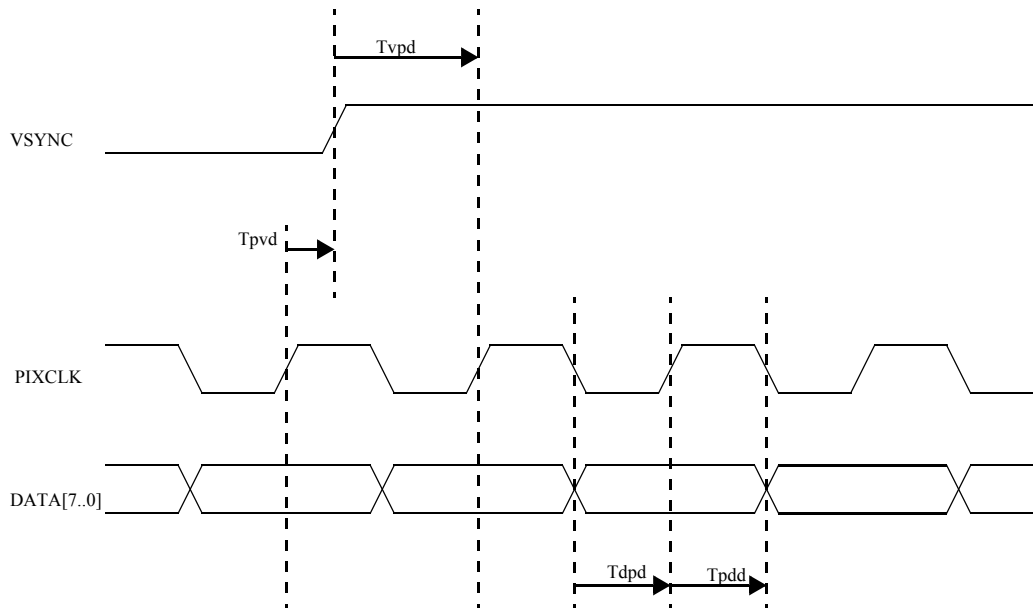 Tvpd
VSYNC
Tpvd
PIXCLK
DATA[7..0]
Tdpd
Tpdd